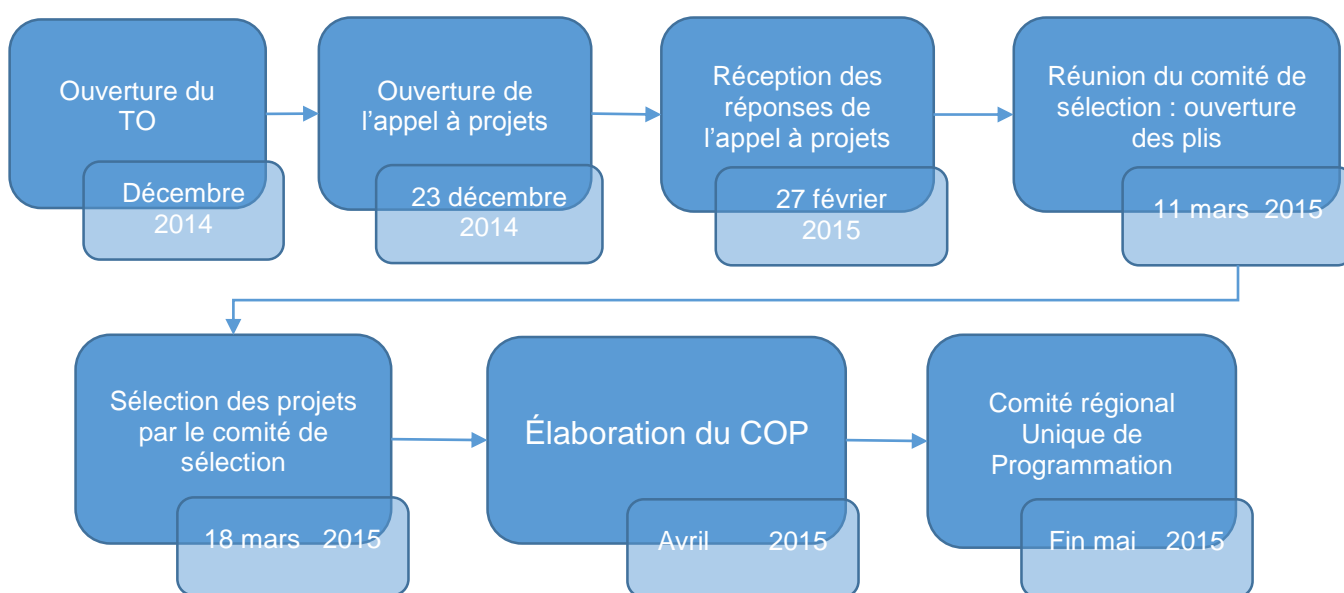 Ouverture du
TO
Décembre
2014
Ouverture de
l'appel à projets
23 décembre
2014
Réception des
réponses de
l'appel à projets
27 février
2015
Réunion du comité de
sélection : ouverture
des plis
11 mars 2015
Sélection des projets
par le comité de
sélection
18 mars 2015
Élaboration du COP
Avril 2015
Comité régional
Unique de
Programmation
Fin mai 2015